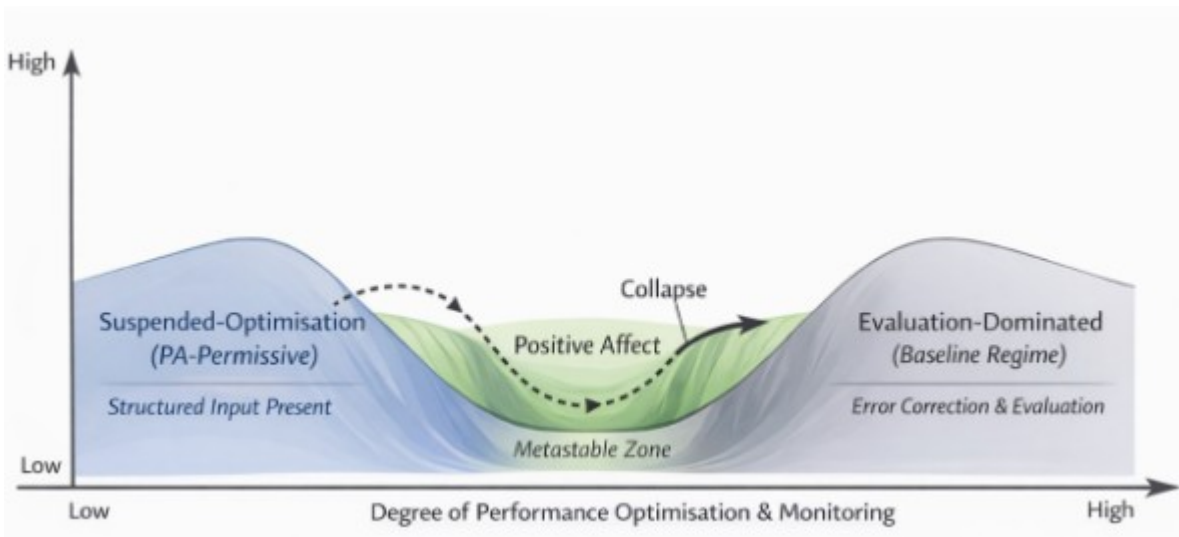 High
Collapse
Suspended-Optimisation
(PA-Permissive)
Structured Input Present
Positive Affect
Metastable Zone
Evaluation-Dominated
(Baseline Regime)
Error Correction & Evaluation
Low
Low
Degree of Performance Optimisation & Monitoring
High